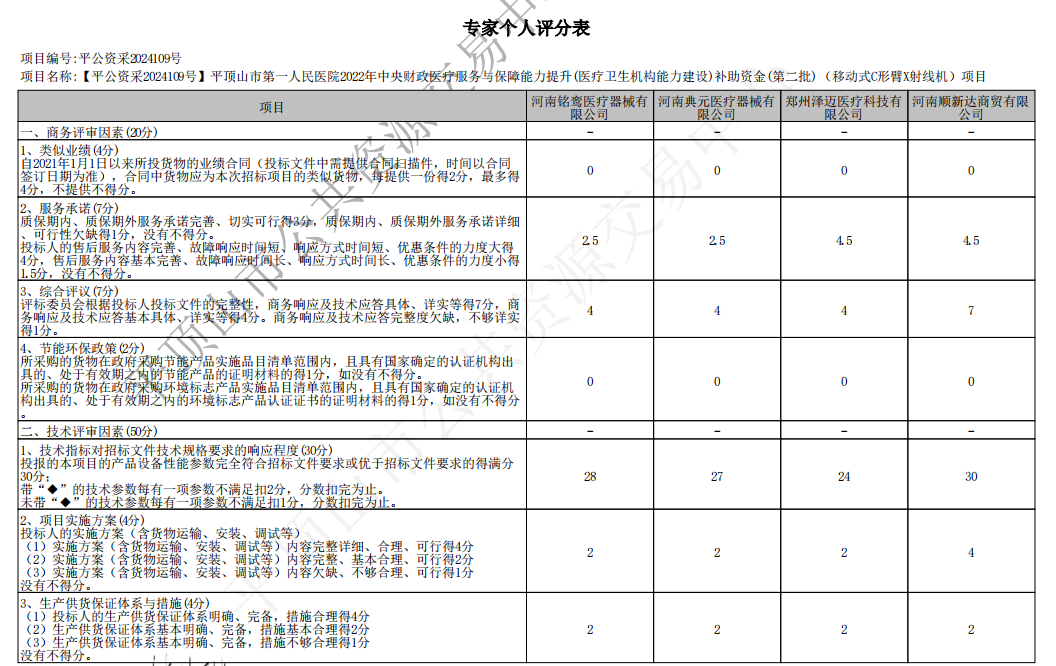 专家个人评分表
项目编号:平公资采2024109号
项目名称:【平公资采2024109号】平顶山市第一人民医院2022年中央财政医疗服务与保障能力提升(医疗卫生机构能力建设)补助资金(第二批)(移动式C形臂X射线机）项目
项目 河南铭鸾医疗器械有 河南典元医疗器械有 郑州泽迈医疗科技有 河南顺新达商贸有限
限公司 限公司 限公司 公司
一、商务评审因素(20分) - - - -
1、类似业绩(4分)
自2021年1月1日以来所投货物的业绩合同（投标文件中需提供合同扫描件，时间以合同
签订日期为准），合同中货物应为本次招标项目的类似货物，每提供一份得2分，最多得
4分，不提供不得分。
0 0 0 0
2、服务承诺(7分)
质保期内、质保期外服务承诺完善、切实可行得3分，质保期内、质保期外服务承诺详细
、可行性欠缺得1分，没有不得分。
投标人的售后服务内容完善、故障响应时间短、响应方式时间短、优惠条件的力度大得
4分，售后服务内容基本完善、故障响应时间长、响应方式时间长、优惠条件的力度小得
1.5分，没有不得分。
2.5 2.5 4.5 4.5
3、综合评议(7分)
评标委员会根据投标人投标文件的完整性，商务响应及技术应答具体、详实等得7分，商
务响应及技术应答基本具体、详实等得4分。商务响应及技术应答完整度欠缺，不够详实
得1分。
4 4 4 7
4、节能环保政策(2分)
所采购的货物在政府采购节能产品实施品目清单范围内，且具有国家确定的认证机构出
具的、处于有效期之内的节能产品的证明材料的得1分，如没有不得分。
所采购的货物在政府采购环境标志产品实施品目清单范围内，且具有国家确定的认证机
构出具的、处于有效期之内的环境标志产品认证证书的证明材料的得1分，如没有不得分
。
0 0 0 0
二、技术评审因素(50分) - - - -
1、技术指标对招标文件技术规格要求的响应程度(30分)
投报的本项目的产品设备性能参数完全符合招标文件要求或优于招标文件要求的得满分
30分；
带“◆”的技术参数每有一项参数不满足扣2分，分数扣完为止。
未带“◆”的技术参数每有一项参数不满足扣1分，分数扣完为止。
28 27 24 30
2、项目实施方案(4分)
投标人的实施方案（含货物运输、安装、调试等）
（1）实施方案（含货物运输、安装、调试等）内容完整详细、合理、可行得4分
（2）实施方案（含货物运输、安装、调试等）内容完整、基本合理、可行得2分
（3）实施方案（含货物运输、安装、调试等）内容欠缺、不够合理、可行得1分
没有不得分。
2 2 2 4
3、生产供货保证体系与措施(4分)
（1）投标人的生产供货保证体系明确、完备，措施合理得4分
（2）生产供货保证体系基本明确、完备，措施基本合理得2分
（3）生产供货保证体系基本明确、完备，措施不够合理得1分
没有不得分。
2 2 2 2
平顶山市公共资源交易中
平顶山市公共资源交易中